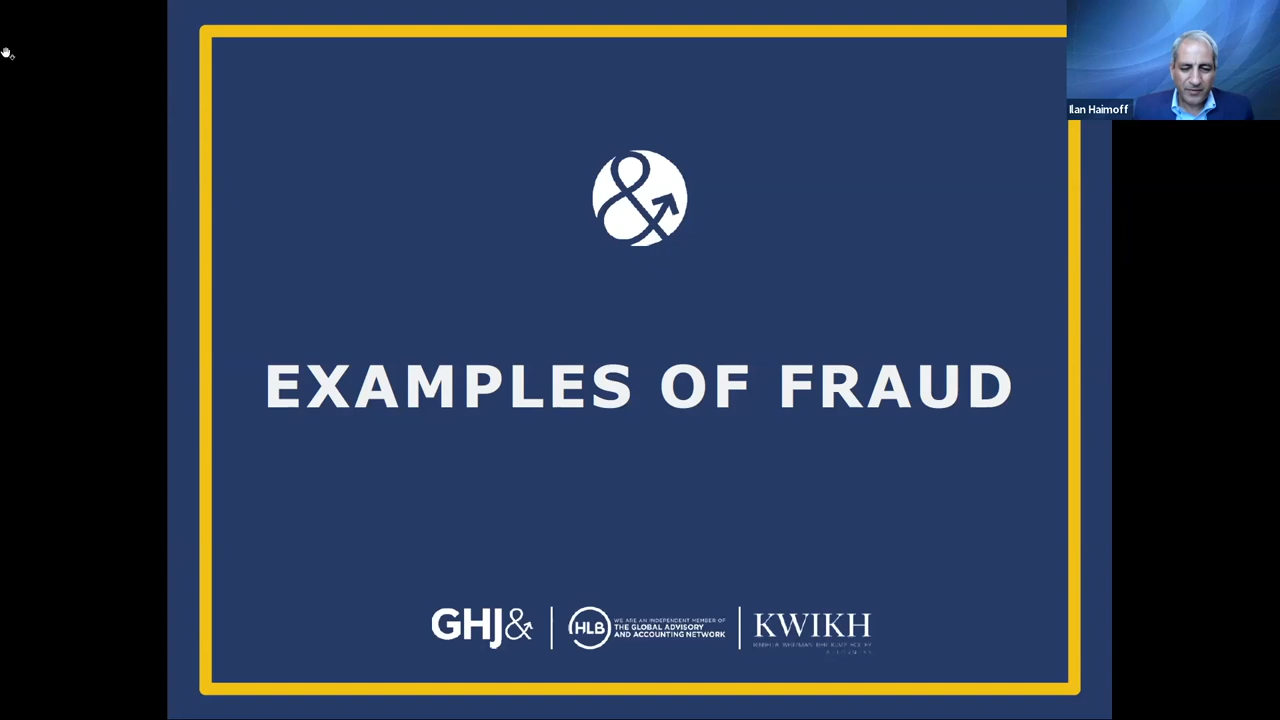 Ilan Haimoff
&
EXAMPLES OF FRAUD
GHJ&
HLB
WE ARE AN INDEPENDENT MEMBER OF
THE GLOBAL ADVISORY
AND ACCOUNTING NETWORK
KWIKH